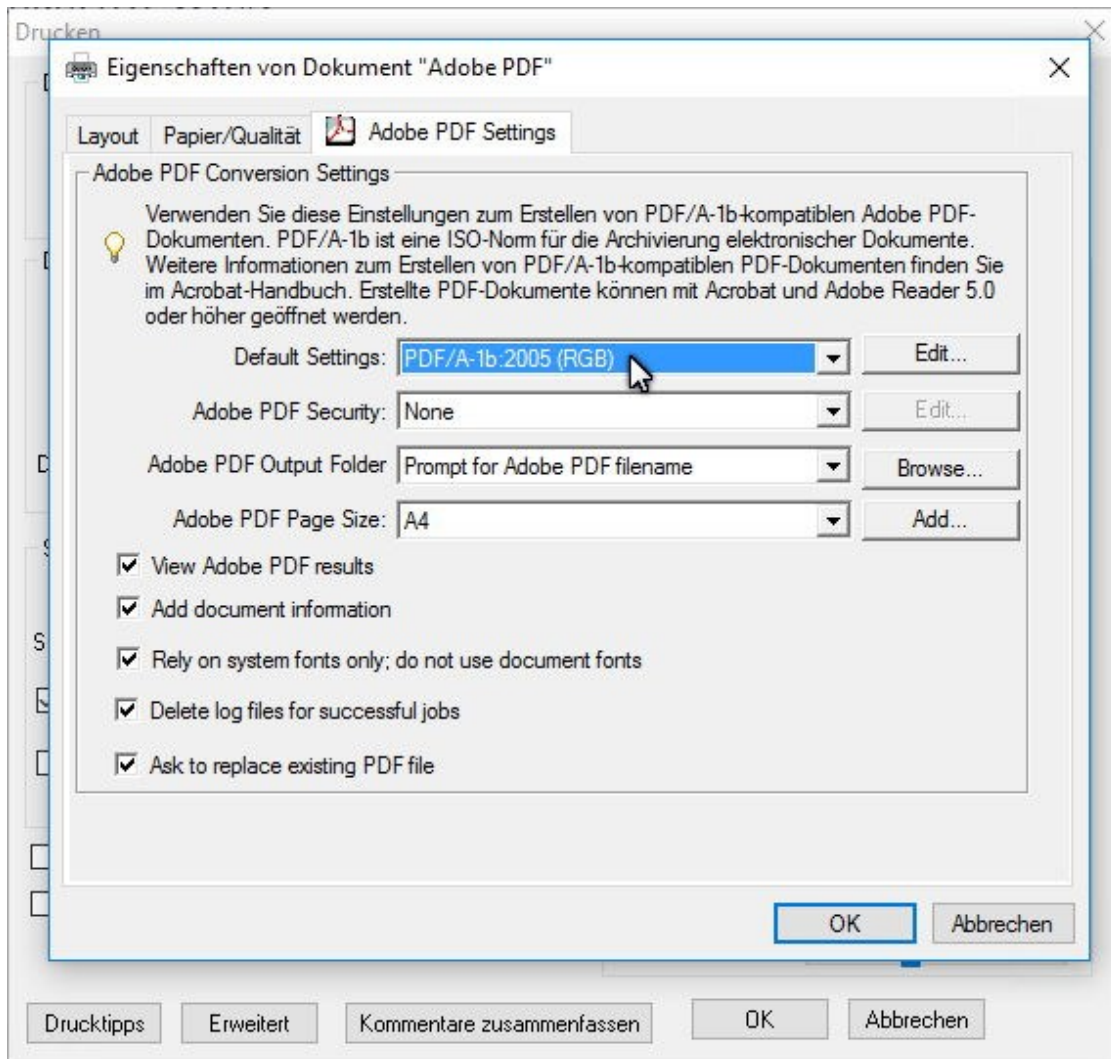 Drucken
Eigenschaften von Dokument "Adobe PDF"
Layout Papier/Qualität Adobe PDF Settings
Adobe PDF Conversion Settings
Verwenden Sie diese Einstellungen zum Erstellen von PDF/A-1b-kompatiblen Adobe PDF-
Dokumenten. PDF/A-1b ist eine ISO-Norm für die Archivierung elektronischer Dokumente.
Weitere Informationen zum Erstellen von PDF/A-1b-kompatiblen PDF-Dokumenten finden Sie
im Acrobat-Handbuch. Erstellte PDF-Dokumente können mit Acrobat und Adobe Reader 5.0
oder höher geöffnet werden.
Default Settings: PDF/A-1b:2005 (RGB) Edit...
Adobe PDF Security: None Edit...
Adobe PDF Output Folder Prompt for Adobe PDF filename Browse...
Adobe PDF Page Size: A4 Add...
View Adobe PDF results
Add document information
Rely on system fonts only; do not use document fonts
Delete log files for successful jobs
Ask to replace existing PDF file
OK Abbrechen
Drucktipps Erweitert Kommentare zusammenfassen OK Abbrechen